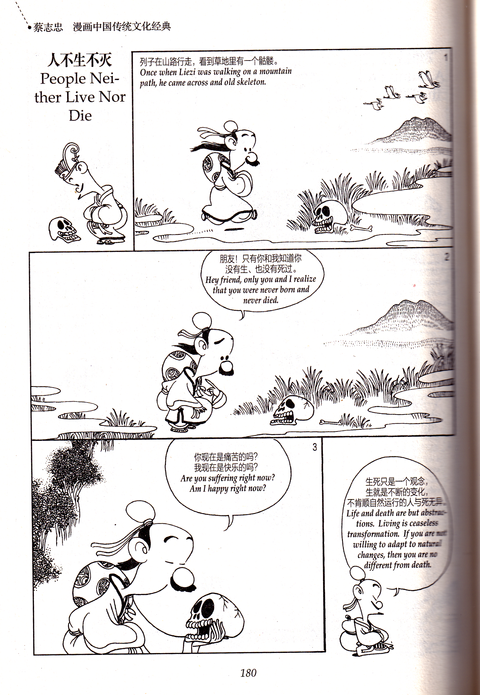 蔡志忠 漫画中国传统文化经典
人不生不灭
People Nei-
ther Live Nor
Die
列子在山路行走，看到草地里有一个骷髅。
Once when Liezi was walking on a mountain
path, he came across and old skeleton.
1
朋友！只有你和我知道你
没有生、也没有死过。
Hey friend, only you and I realize
that you were never born and
never died.
2
你现在是痛苦的吗？
我现在是快乐的吗？
Are you suffering right now?
Am I happy right now?
3
生死只是一个观念，
生就是不断的变化，
不肯顺自然运行的人与死无异。
Life and death are but abstrac-
tions. Living is ceaseless
transformation. If you are not
willing to adapt to natural
changes, then you are no
different from death.
180